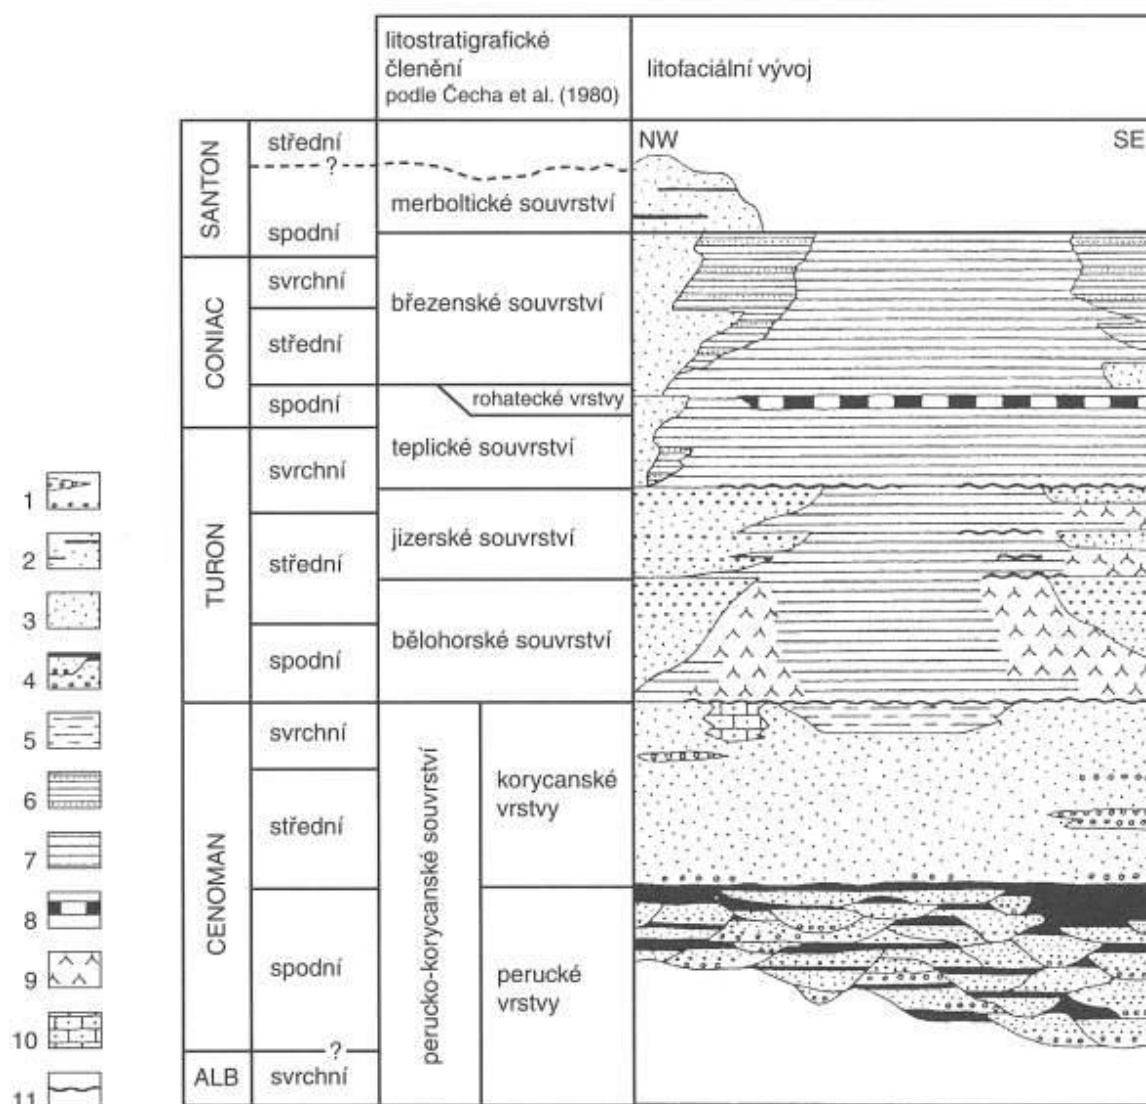 litostratigrafické
členění
podle Čecha et al. (1980)
litofaciální vývoj
SANTON
střední
?
spodní
merboltické souvrství
NW
SE
CONIAC
svrchní
střední
spodní
březenské souvrství
rohatecké vrstvy
TURON
svrchní
střední
spodní
teplické souvrství
jizerské souvrství
bělohorské souvrství
CENOMAN
svrchní
střední
spodní
?
perucko-korycanské souvrství
korycanské
vrstvy
perucké
vrstvy
ALB
svrchní
1
2
3
4
5
6
7
8
9
10
11